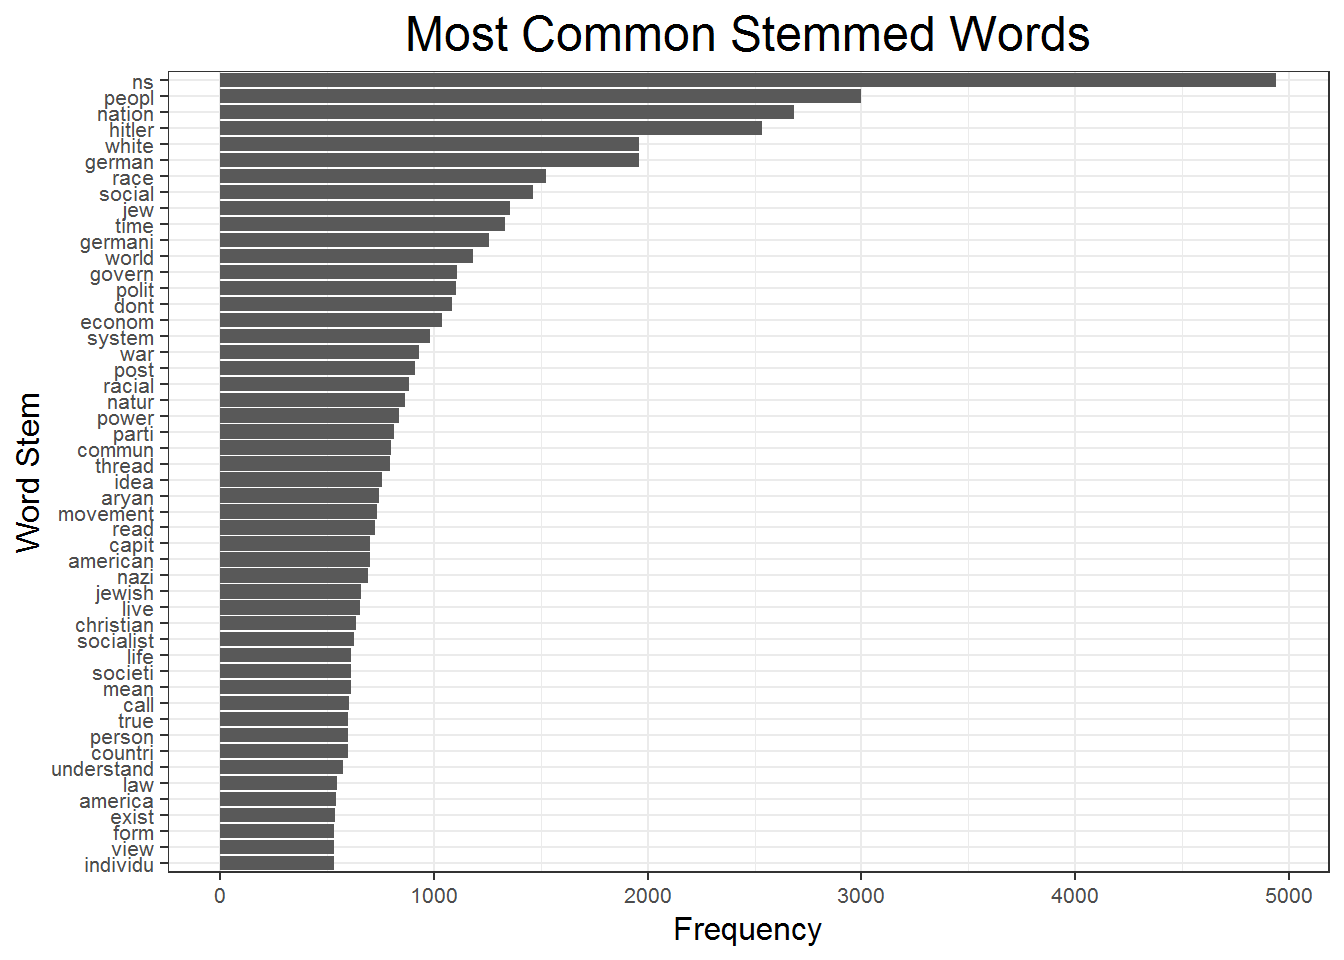 Most Common Stemmed Words
ns
peopl
nation
hitler
white
german
race
social
jew
time
germani
world
govern
polit
dont
econom
system
war
post
racial
natur
power
parti
commun
thread
idea
aryan
movement
read
capit
american
nazi
jewish
live
christian
socialist
life
societi
mean
call
true
person
countri
understand
law
america
exist
form
view
individu
Word Stem
0 1000 2000 3000 4000 5000
Frequency